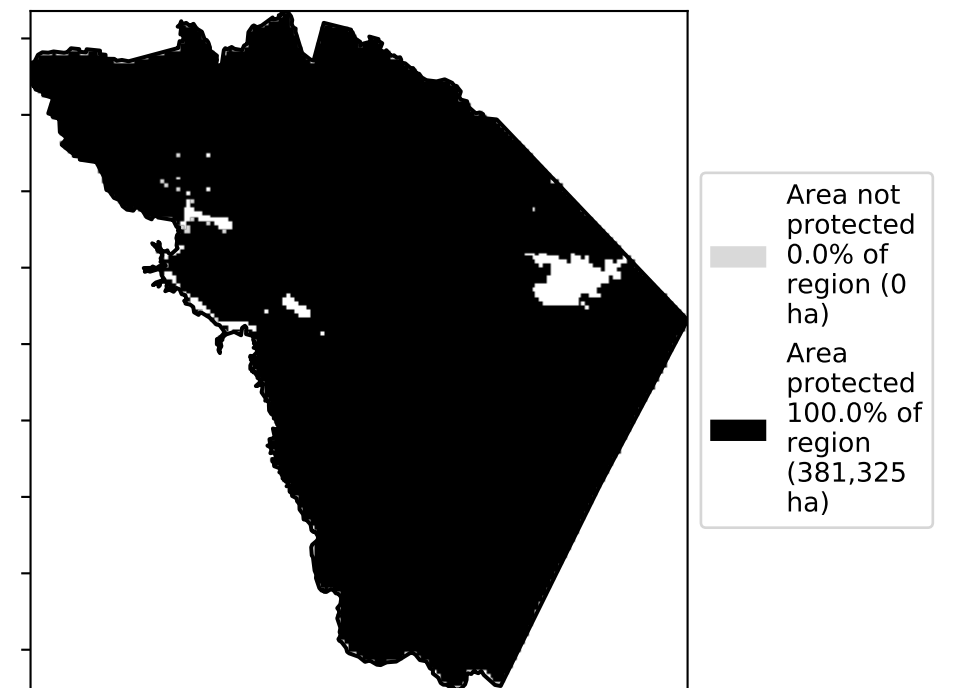 Area not
protected
0.0% of
region (0
ha)
Area
protected
100.0% of
region
(381,325
ha)